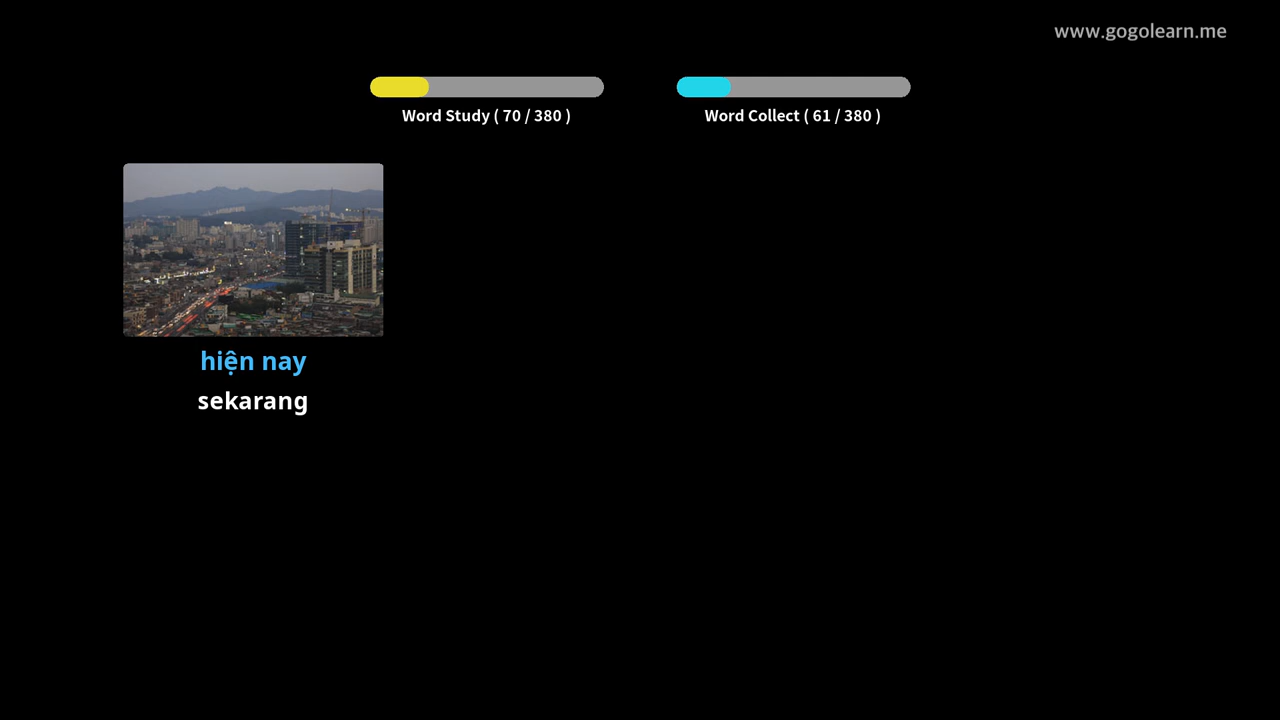 www.gogolearn.me
Word Study ( 70 / 380 )
Word Collect ( 61 / 380 )
hiện nay
sekarang